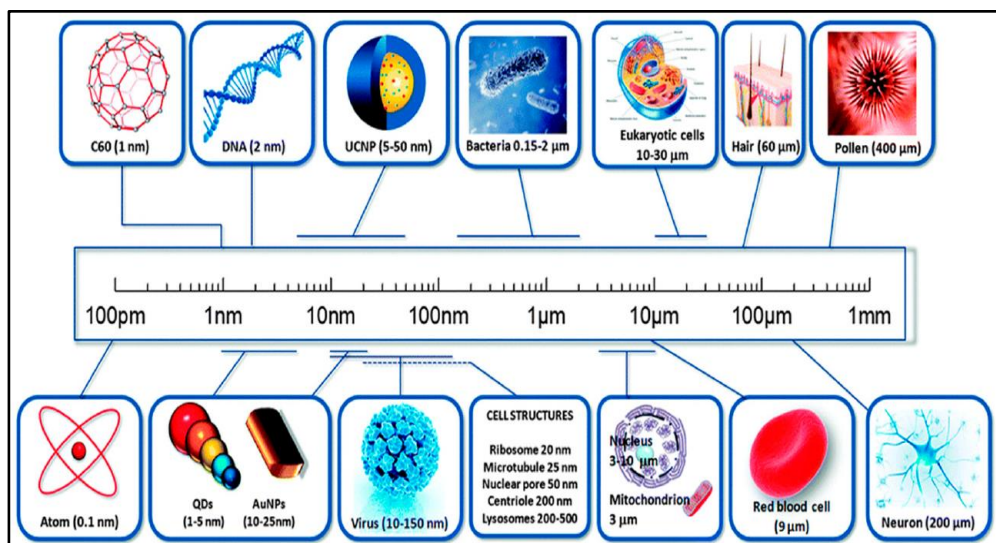 C60 (1 nm)
DNA (2 nm)
UCNP (5-50 nm)
Bacteria 0.15-2 µm
Eukaryotic cells
10-30 µm
Hair (60 µm)
Pollen (400 µm)
100pm 1nm 10nm 100nm 1µm 10µm 100µm 1mm
Atom (0.1 nm)
QDs
(1-5 nm)
AuNPs
(10-25nm)
Virus (10-150 nm)
CELL STRUCTURES
Ribosome 20 nm
Microtubule 25 nm
Nuclear pore 50 nm
Centriole 200 nm
Lysosomes 200-500
Nucleus
3-10 µm
Mitochondrion
3 µm
Red blood cell
(9 µm)
Neuron (200 µm)